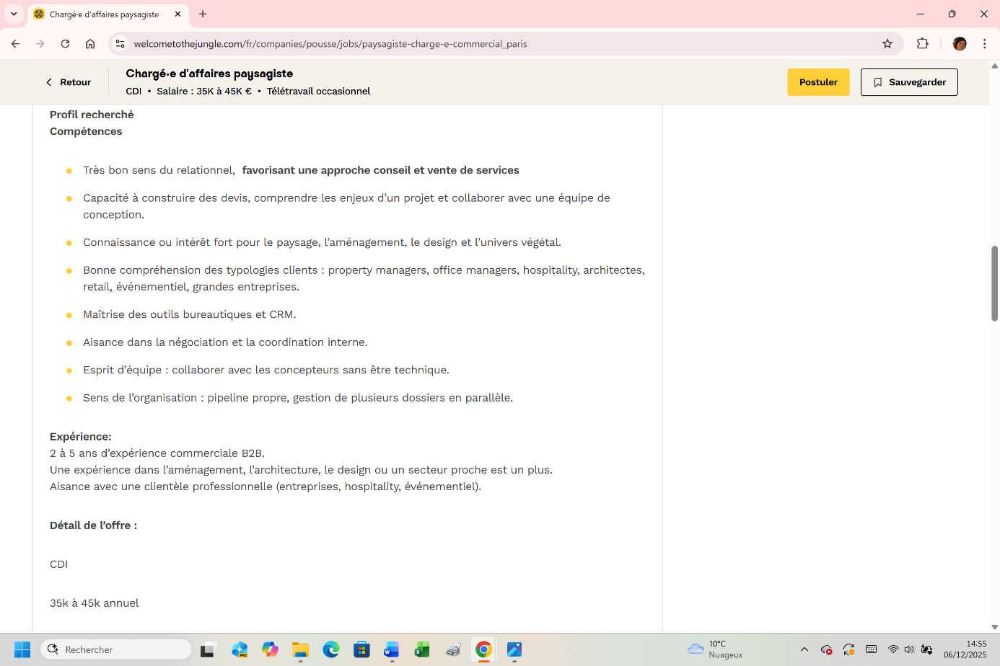 Chargé·e d'affaires paysagiste -
welcometothejungle.com/fr/companies/pousse/jobs/paysagiste-charge-e-commercial_paris
Retour
Chargé·e d'affaires paysagiste
CDI • Salaire : 35K à 45K € • Télétravail occasionnel
Postuler
Sauvegarder
Profil recherché
Compétences
Très bon sens du relationnel, favorisant une approche conseil et vente de services
Capacité à construire des devis, comprendre les enjeux d’un projet et collaborer avec une équipe de
conception.
Connaissance ou intérêt fort pour le paysage, l’aménagement, le design et l’univers végétal.
Bonne compréhension des typologies clients : property managers, office managers, hospitality, architectes,
retail, événementiel, grandes entreprises.
Maîtrise des outils bureautiques et CRM.
Aisance dans la négociation et la coordination interne.
Esprit d’équipe : collaborer avec les concepteurs sans être technique.
Sens de l’organisation : pipeline propre, gestion de plusieurs dossiers en parallèle.
Expérience:
2 à 5 ans d’expérience commerciale B2B.
Une expérience dans l’aménagement, l’architecture, le design ou un secteur proche est un plus.
Aisance avec une clientèle professionnelle (entreprises, hospitality, événementiel).
Détail de l’offre :
CDI
35k à 45k annuel
Rechercher
PRE
10°C
Nuageux
14:55
06/12/2025